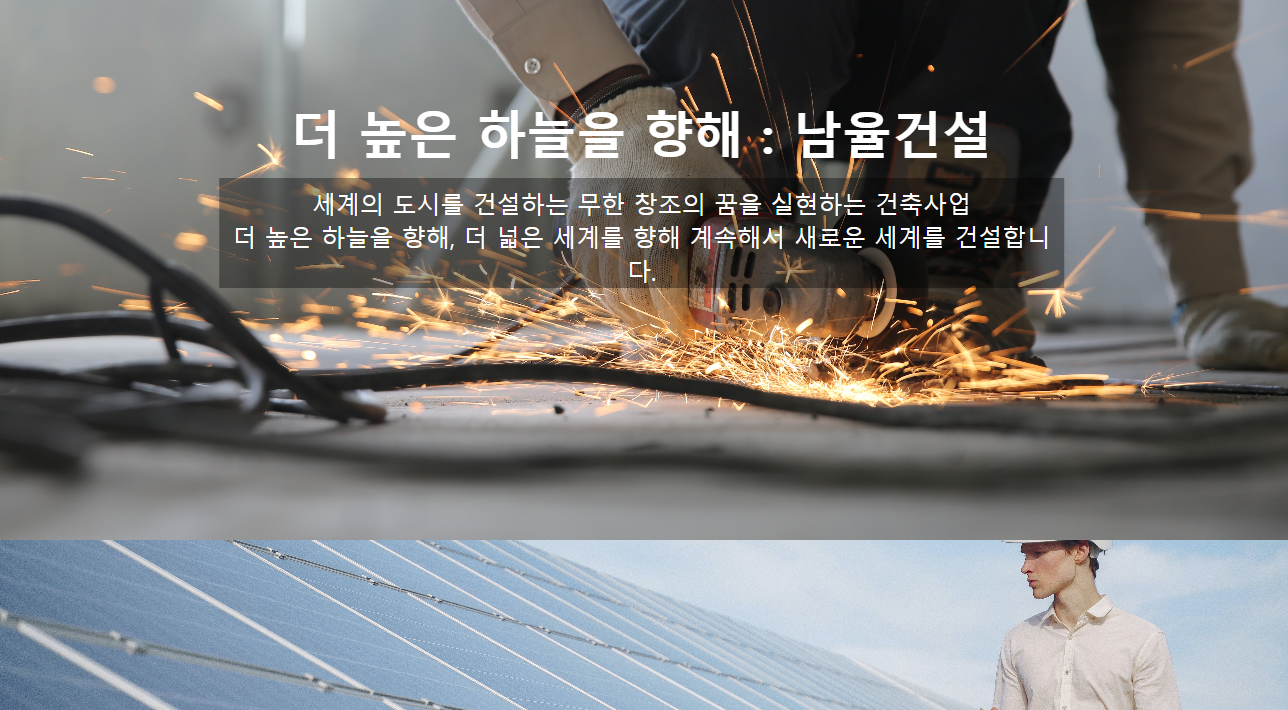 더 높은 하늘을 향해 : 남율건설
세계의 도시를 건설하는 무한 창조의 꿈을 실현하는 건축사업
더 높은 하늘을 향해, 더 넓은 세계를 향해 계속해서 새로운 세계를 건설합니
다.